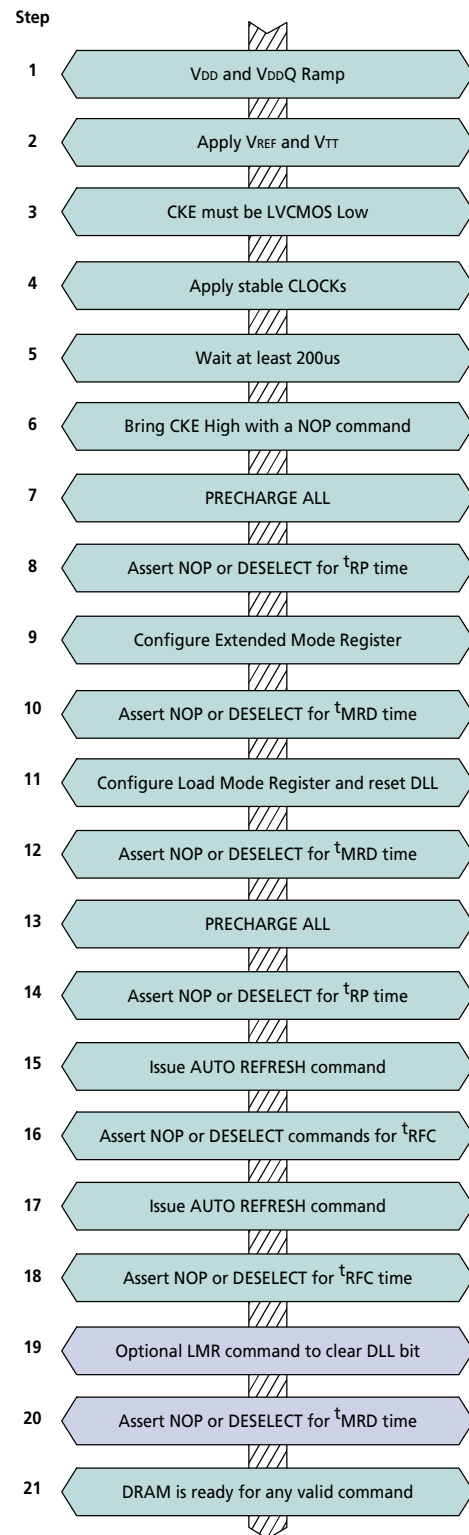 Step
1 VDD and VDDQ Ramp
2 Apply VREF and VTT
3 CKE must be LVCMOS Low
4 Apply stable CLOCKs
5 Wait at least 200us
6 Bring CKE High with a NOP command
7 PRECHARGE ALL
8 Assert NOP or DESELECT for tRP time
9 Configure Extended Mode Register
10 Assert NOP or DESELECT for tMRD time
11 Configure Load Mode Register and reset DLL
12 Assert NOP or DESELECT for tMRD time
13 PRECHARGE ALL
14 Assert NOP or DESELECT for tRP time
15 Issue AUTO REFRESH command
16 Assert NOP or DESELECT commands for tRFC
17 Issue AUTO REFRESH command
18 Assert NOP or DESELECT for tRFC time
19 Optional LMR command to clear DLL bit
20 Assert NOP or DESELECT for tMRD time
21 DRAM is ready for any valid command